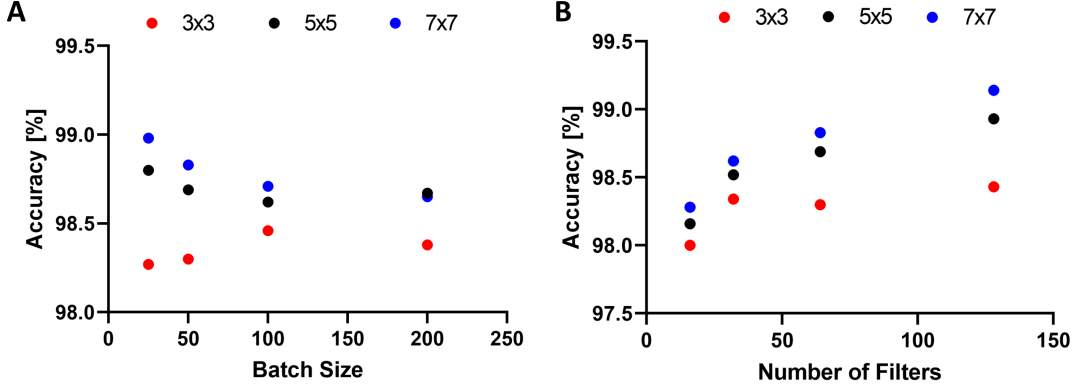 A
3x3 5x5 7x7
99.5
99.0
98.5
98.0
Accuracy [%]
0 50 100 150 200 250
Batch Size
B
3x3 5x5 7x7
99.5
99.0
98.5
98.0
97.5
Accuracy [%]
0 50 100 150
Number of Filters